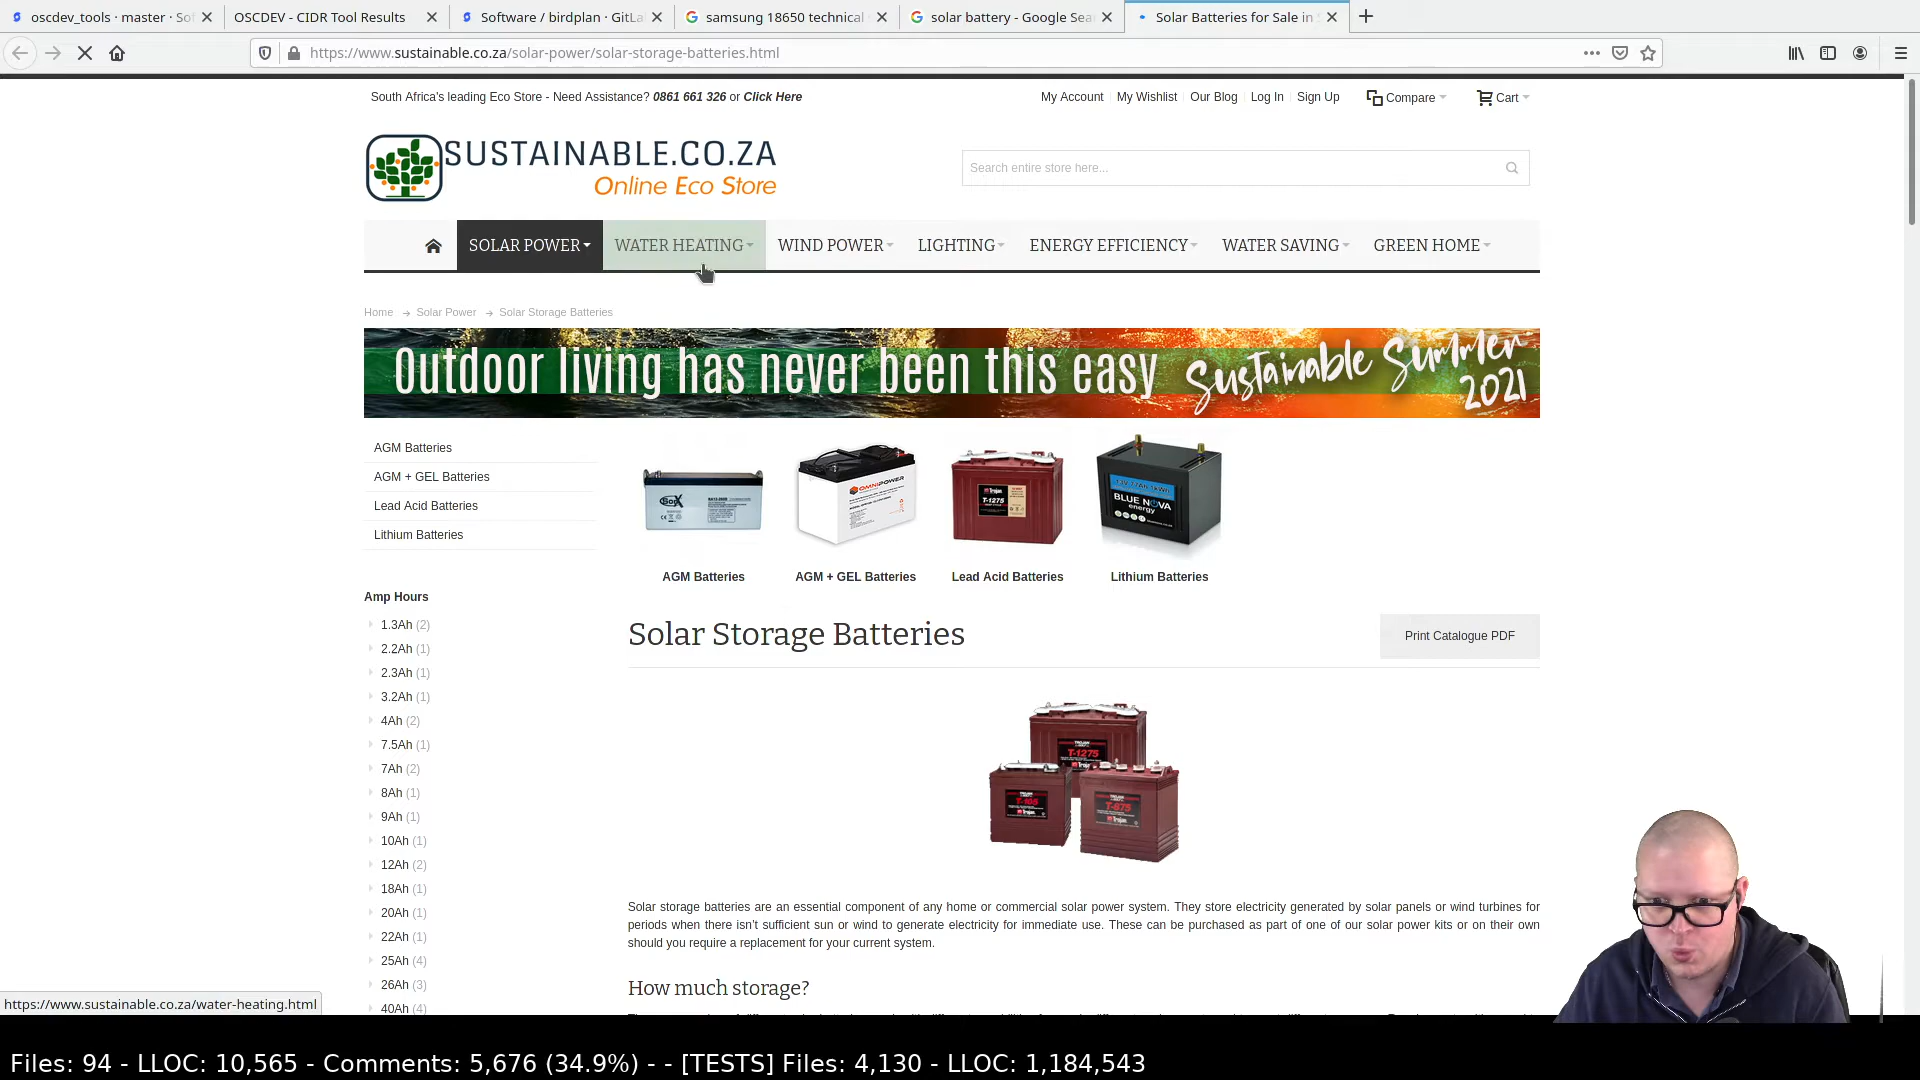 oscdev_tools · master · Sof
OSCDEV - CIDR Tool Results
Software / birdplan · GitLa
samsung 18650 technical
solar battery - Google Sea
Solar Batteries for Sale in
https://www.sustainable.co.za/solar-power/solar-storage-batteries.html
South Africa's leading Eco Store - Need Assistance? 0861 661 326 or Click Here
My Account My Wishlist Our Blog Log In Sign Up Compare Cart
SUSTAINABLE.CO.ZA
Online Eco Store
Search entire store here...
SOLAR POWER WATER HEATING WIND POWER LIGHTING ENERGY EFFICIENCY WATER SAVING GREEN HOME
Home → Solar Power → Solar Storage Batteries
Outdoor living has never been this easy
Sustainable Summer
2021
AGM Batteries
AGM + GEL Batteries
Lead Acid Batteries
Lithium Batteries
OMNIPOWER
Trojan
T-1275
BLUE NOVA
energy
AGM Batteries
AGM + GEL Batteries
Lead Acid Batteries
Lithium Batteries
Amp Hours
1.3Ah (2)
2.2Ah (1)
2.3Ah (1)
3.2Ah (1)
4Ah (2)
7.5Ah (1)
7Ah (2)
8Ah (1)
9Ah (1)
10Ah (1)
12Ah (2)
18Ah (1)
20Ah (1)
22Ah (1)
25Ah (4)
26Ah (3)
40Ah (4)
Solar Storage Batteries
Print Catalogue PDF
T-1275
T-105
T-875
Trojan
Solar storage batteries are an essential component of any home or commercial solar power system. They store electricity generated by solar panels or wind turbines for
periods when there isn't sufficient sun or wind to generate electricity for immediate use. These can be purchased as part of one of our solar power kits or on their own
should you require a replacement for your current system.
How much storage?
https://www.sustainable.co.za/water-heating.html
Files: 94 - LLOC: 10,565 - Comments: 5,676 (34.9%) - - [TESTS] Files: 4,130 - LLOC: 1,184,543